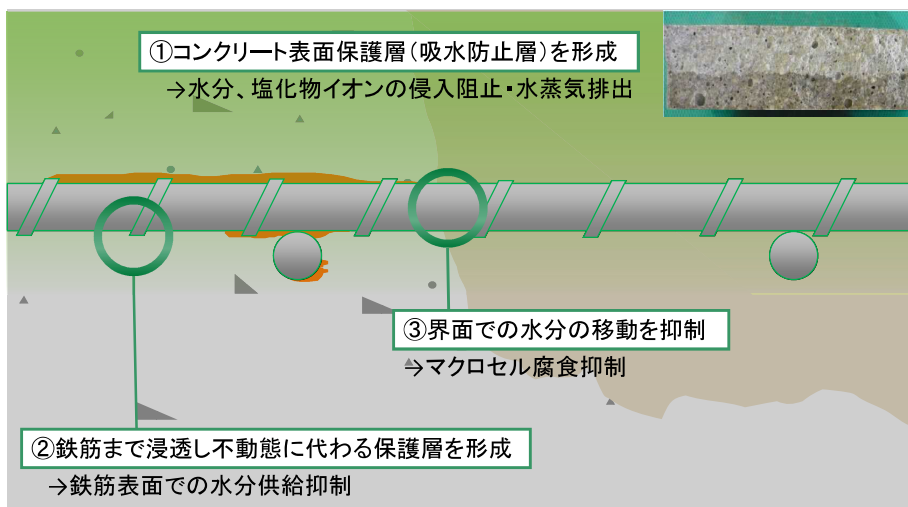 ①コンクリート表面保護層(吸水防止層)を形成
→水分、塩化物イオンの侵入阻止・水蒸気排出
③界面での水分の移動を抑制
→マクロセル腐食抑制
②鉄筋まで浸透し不動態に代わる保護層を形成
→鉄筋表面での水分供給抑制